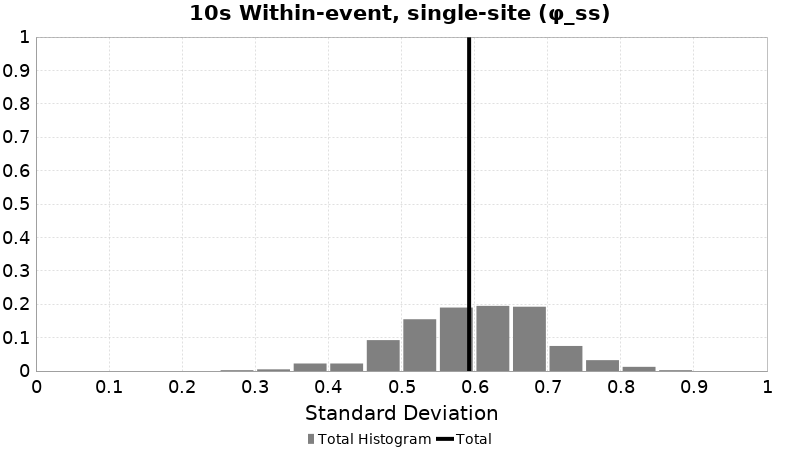 10s Within-event, single-site (φ_ss)
1
0.9
0.8
0.7
0.6
0.5
0.4
0.3
0.2
0.1
0
0 0.1 0.2 0.3 0.4 0.5 0.6 0.7 0.8 0.9 1
Standard Deviation
Total Histogram Total